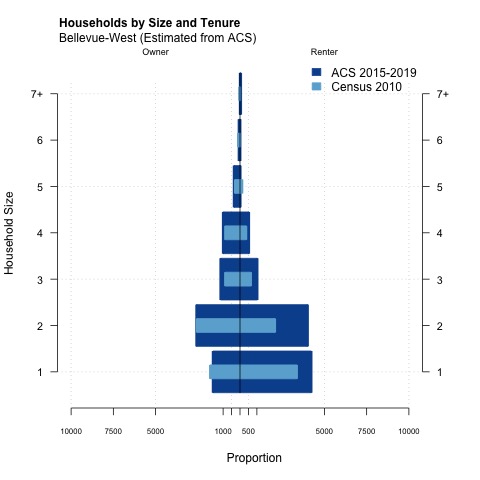 Households by Size and Tenure
Bellevue-West (Estimated from ACS)
Owner Renter
ACS 2015-2019
Census 2010
7+ 7+
6 6
5 5
4 4
3 3
2 2
1 1
Household Size
10000 7500 5000 1000 500 5000 7500 10000
Proportion